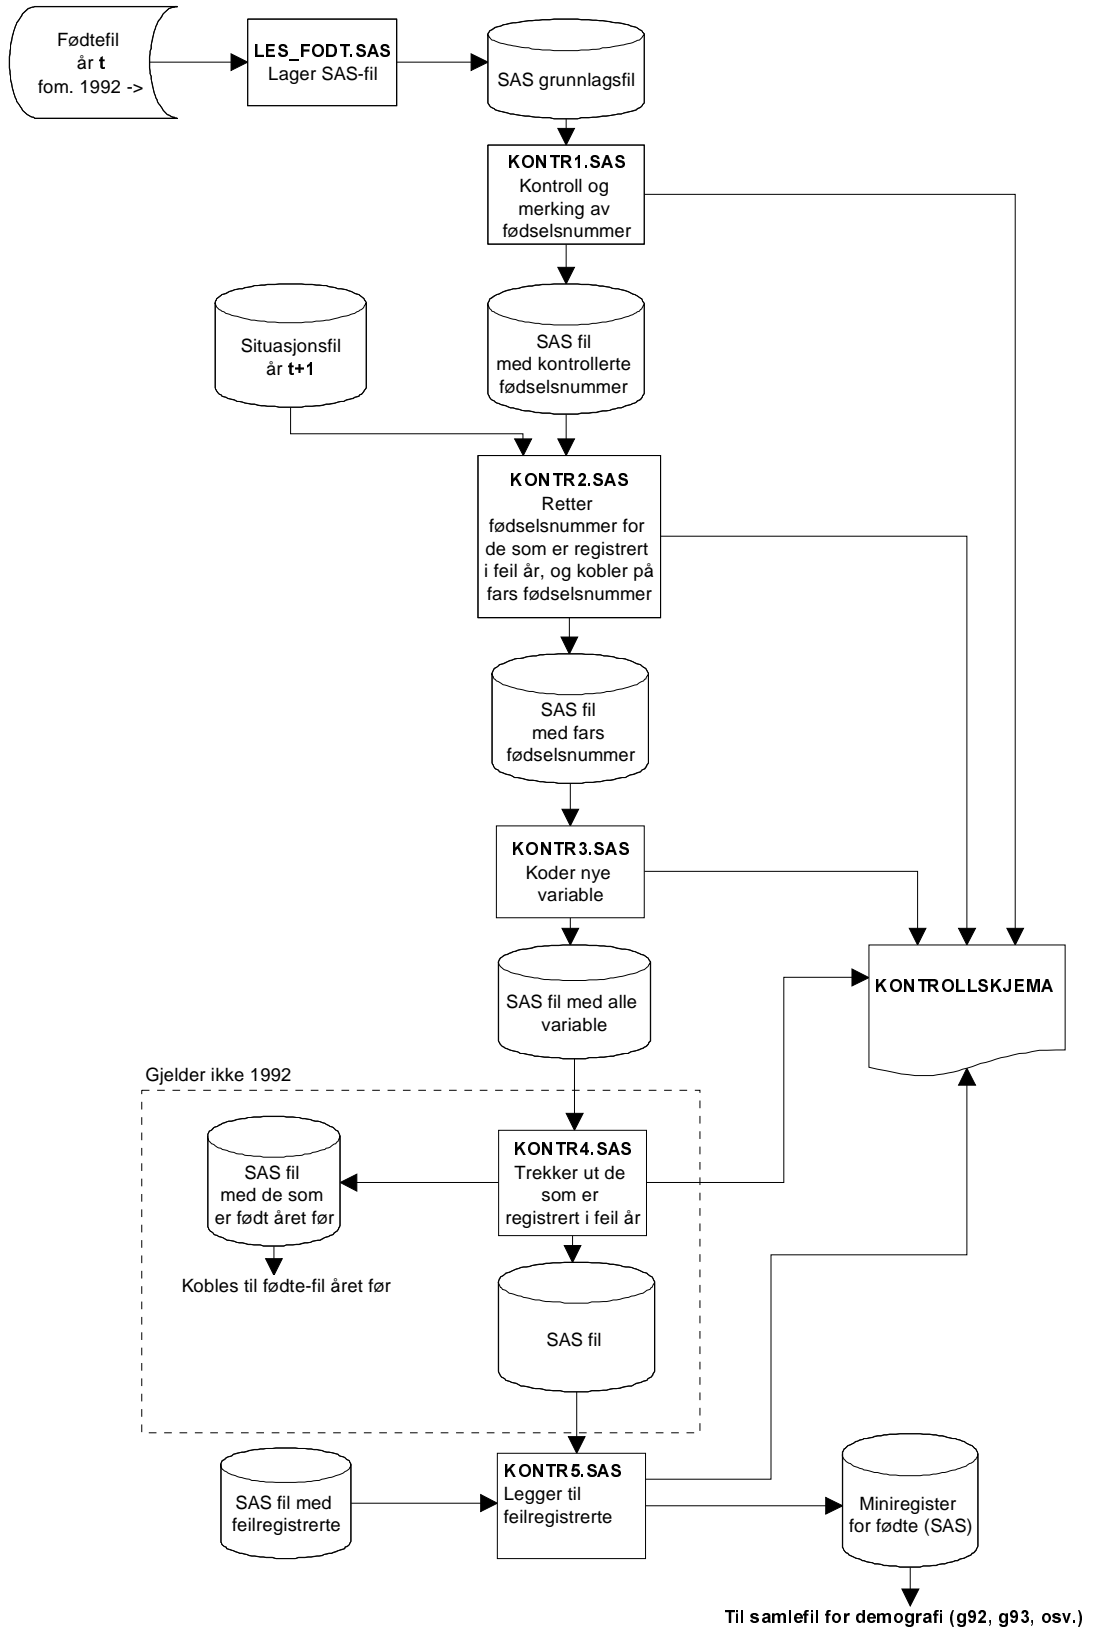 Fødtefil
år t
fom. 1992 ->
LES_FODT.SAS
Lager SAS-fil
SAS grunnlagsfil
KONTR1.SAS
Kontroll og
merking av
fødselsnummer
Situasjonsfil
år t+1
SAS fil
med kontrollerte
fødselsnummer
KONTR2.SAS
Retter
fødselsnummer for
de som er registrert
i feil år, og kobler på
fars fødselsnummer
SAS fil
med fars
fødselsnummer
KONTR3.SAS
Koder nye
variable
SAS fil med alle
variable
KONTROLLSKJEMA
Gjelder ikke 1992
SAS fil
med de som
er født året før
Kobles til fødte-fil året før
KONTR4.SAS
Trekker ut de
som er
registrert i feil år
SAS fil
SAS fil med
feilregistrerte
KONTR5.SAS
Legger til
feilregistrerte
Miniregister
for fødte (SAS)
Til samlefil for demografi (g92, g93, osv.)